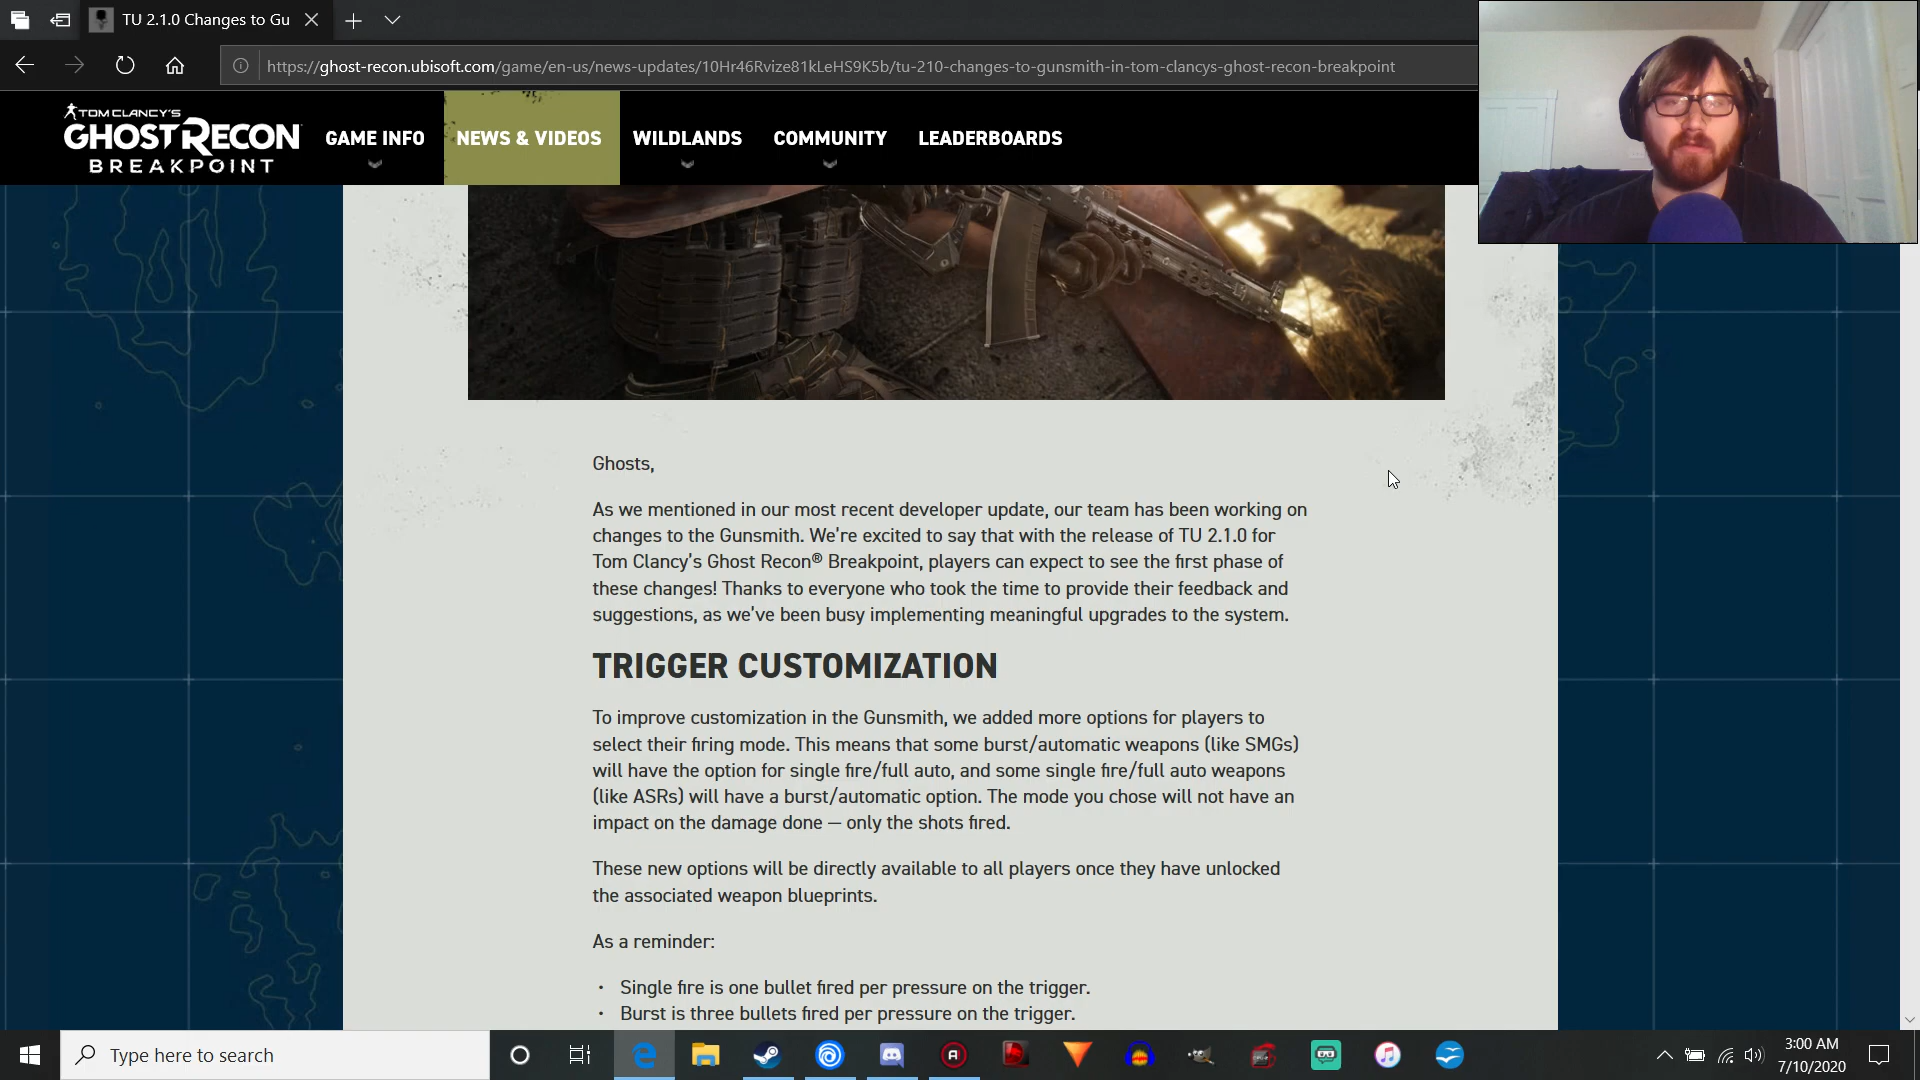 TU 2.1.0 Changes to Gu
https://ghost-recon.ubisoft.com/game/en-us/news-updates/10Hr46Rvize81kLeHS9K5b/tu-210-changes-to-gunsmith-in-tom-clancys-ghost-recon-breakpoint
TOM CLANCY'S
GHOST RECON
BREAKPOINT
GAME INFO
NEWS & VIDEOS
WILDLANDS
COMMUNITY
LEADERBOARDS
Ghosts,
As we mentioned in our most recent developer update, our team has been working on
changes to the Gunsmith. We’re excited to say that with the release of TU 2.1.0 for
Tom Clancy’s Ghost Recon® Breakpoint, players can expect to see the first phase of
these changes! Thanks to everyone who took the time to provide their feedback and
suggestions, as we’ve been busy implementing meaningful upgrades to the system.
TRIGGER CUSTOMIZATION
To improve customization in the Gunsmith, we added more options for players to
select their firing mode. This means that some burst/automatic weapons (like SMGs)
will have the option for single fire/full auto, and some single fire/full auto weapons
(like ASRs) will have a burst/automatic option. The mode you chose will not have an
impact on the damage done — only the shots fired.
These new options will be directly available to all players once they have unlocked
the associated weapon blueprints.
As a reminder:
• Single fire is one bullet fired per pressure on the trigger.
• Burst is three bullets fired per pressure on the trigger.
Type here to search
3:00 AM
7/10/2020